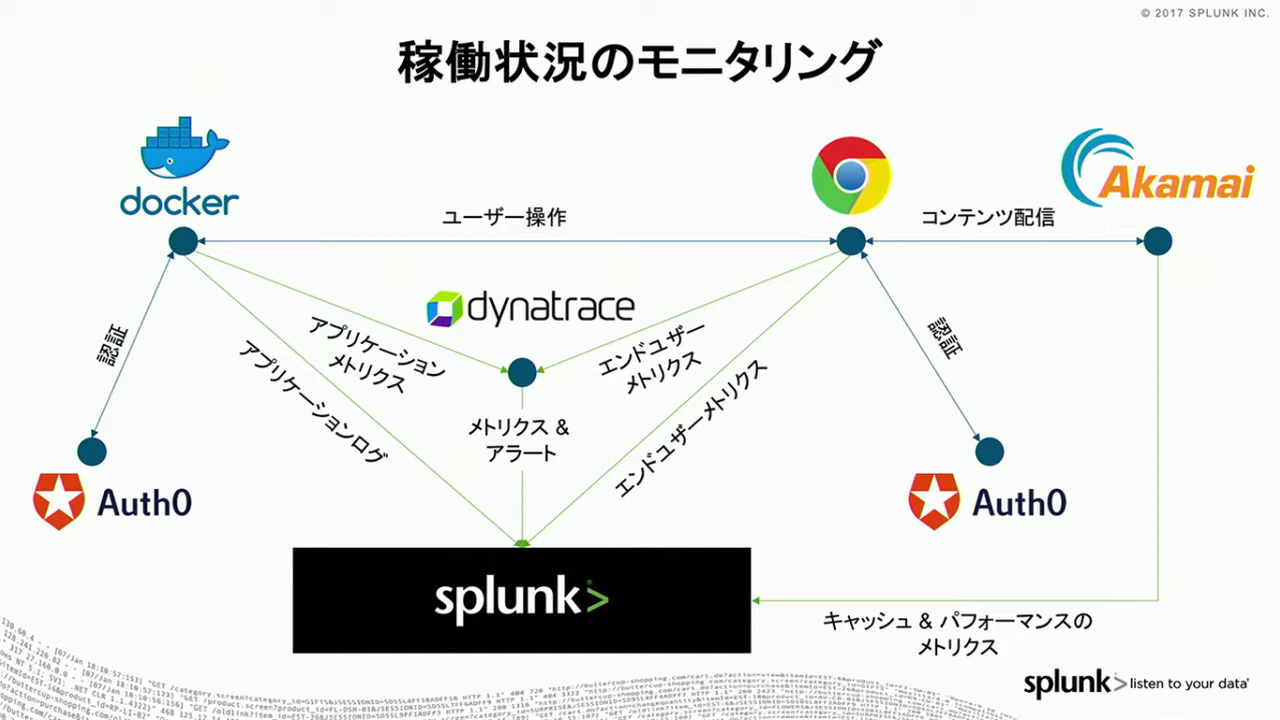 © 2017 SPLUNK INC.
稼働状況のモニタリング
docker
Akamai
ユーザー操作
コンテンツ配信
dynatrace
認証
アプリケーション
メトリクス
アプリケーションログ
エンドユザー
メトリクス
エンドユザーメトリクス
認証
メトリクス &
アラート
Auth0
Auth0
splunk>
キャッシュ & パフォーマンスの
メトリクス
splunk> listen to your data